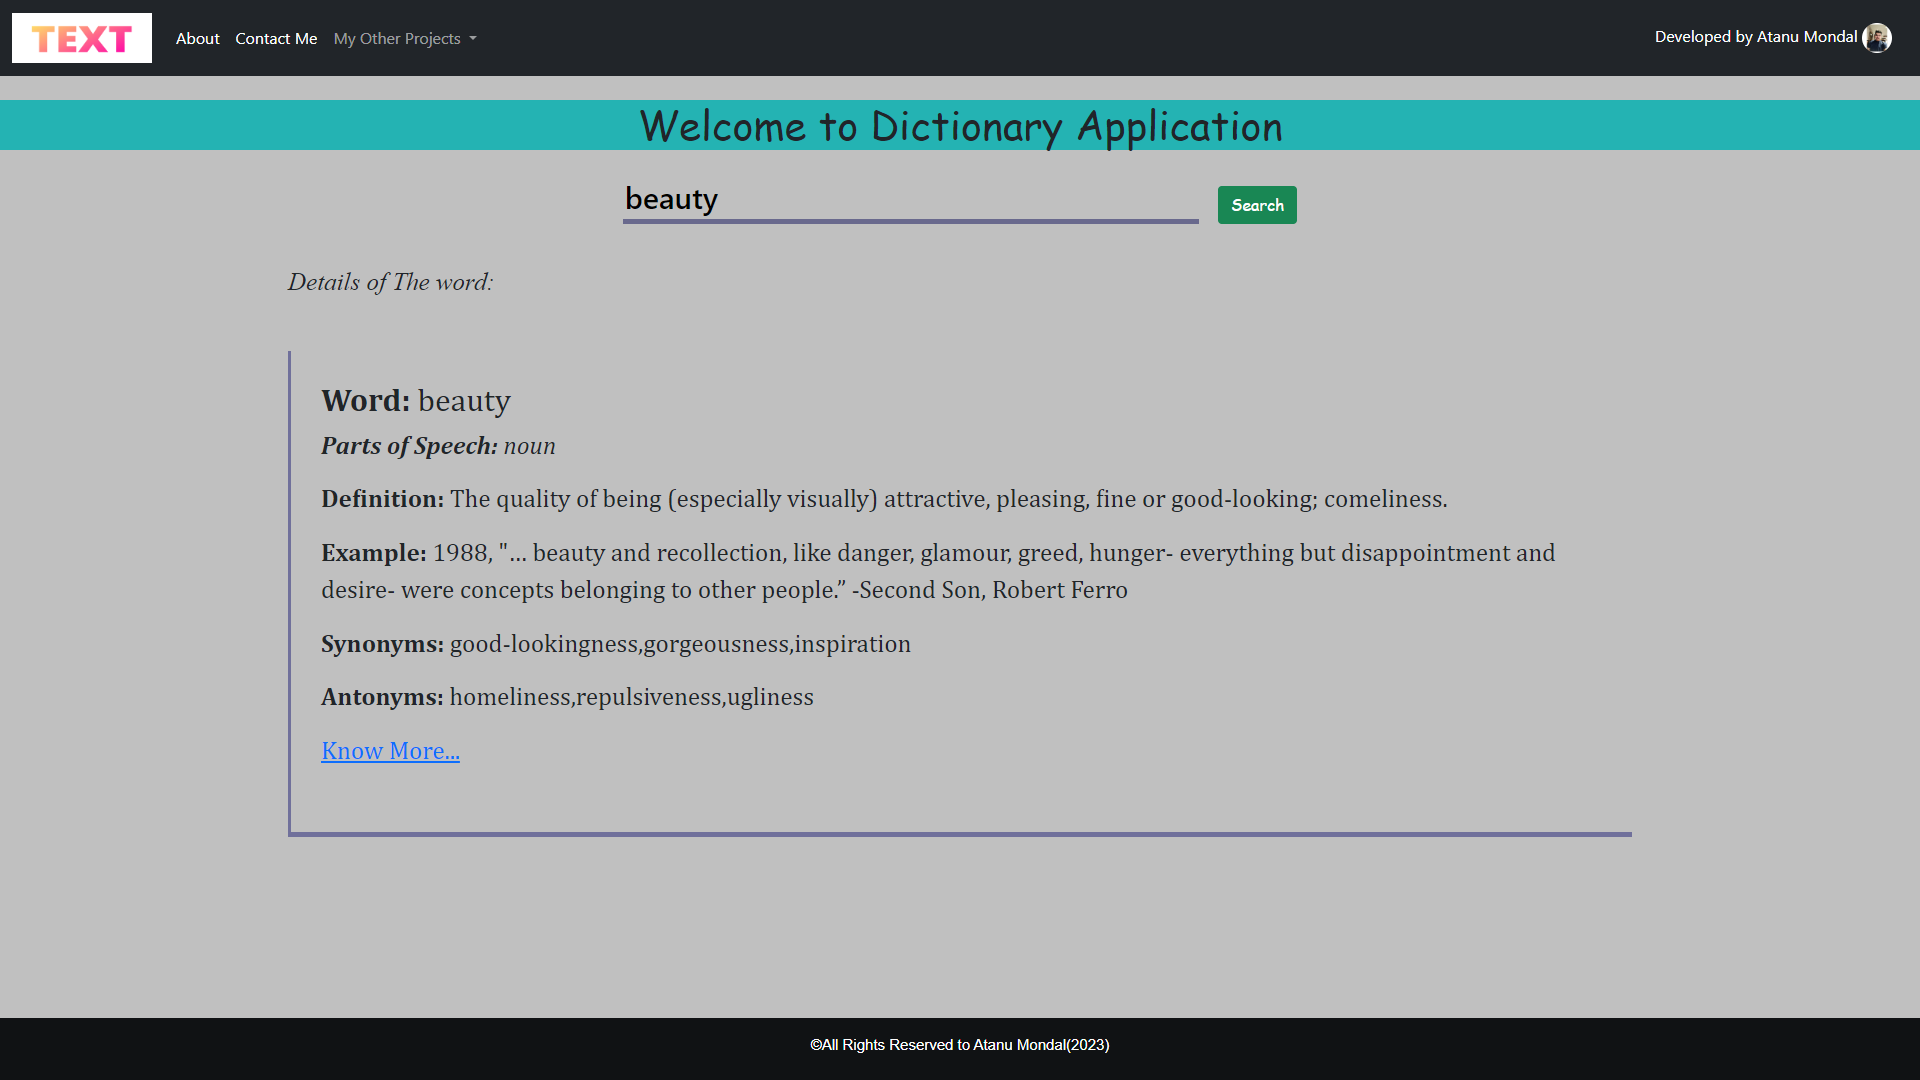 TEXT
About Contact Me My Other Projects
Developed by Atanu Mondal
Welcome to Dictionary Application
beauty
Search
Details of The word:
Word: beauty
Parts of Speech: noun
Definition: The quality of being (especially visually) attractive, pleasing, fine or good-looking; comeliness.
Example: 1988, "… beauty and recollection, like danger, glamour, greed, hunger- everything but disappointment and
desire- were concepts belonging to other people.” -Second Son, Robert Ferro
Synonyms: good-lookingness,gorgeousness,inspiration
Antonyms: homeliness,repulsiveness,ugliness
Know More...
©All Rights Reserved to Atanu Mondal(2023)